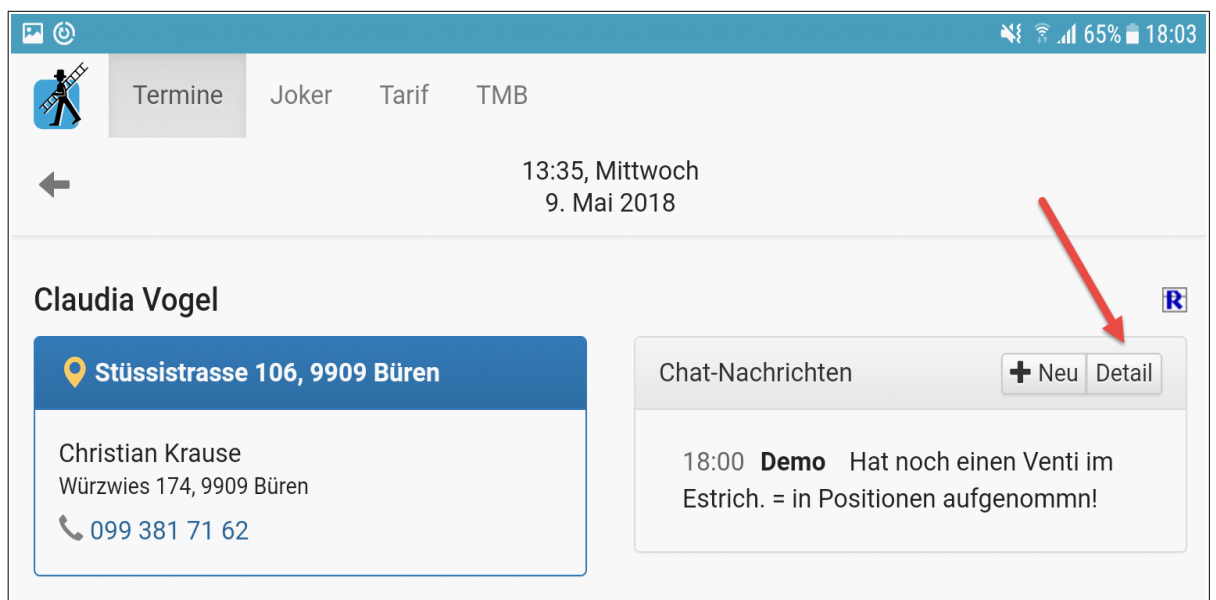 65% 18:03
Termine Joker Tarif TMB
13:35, Mittwoch
9. Mai 2018
Claudia Vogel
R
Stüssistrasse 106, 9909 Büren
Chat-Nachrichten
Neu Detail
Christian Krause
Würzwies 174, 9909 Büren
099 381 71 62
18:00 Demo Hat noch einen Venti im
Estrich. = in Positionen aufgenommn!